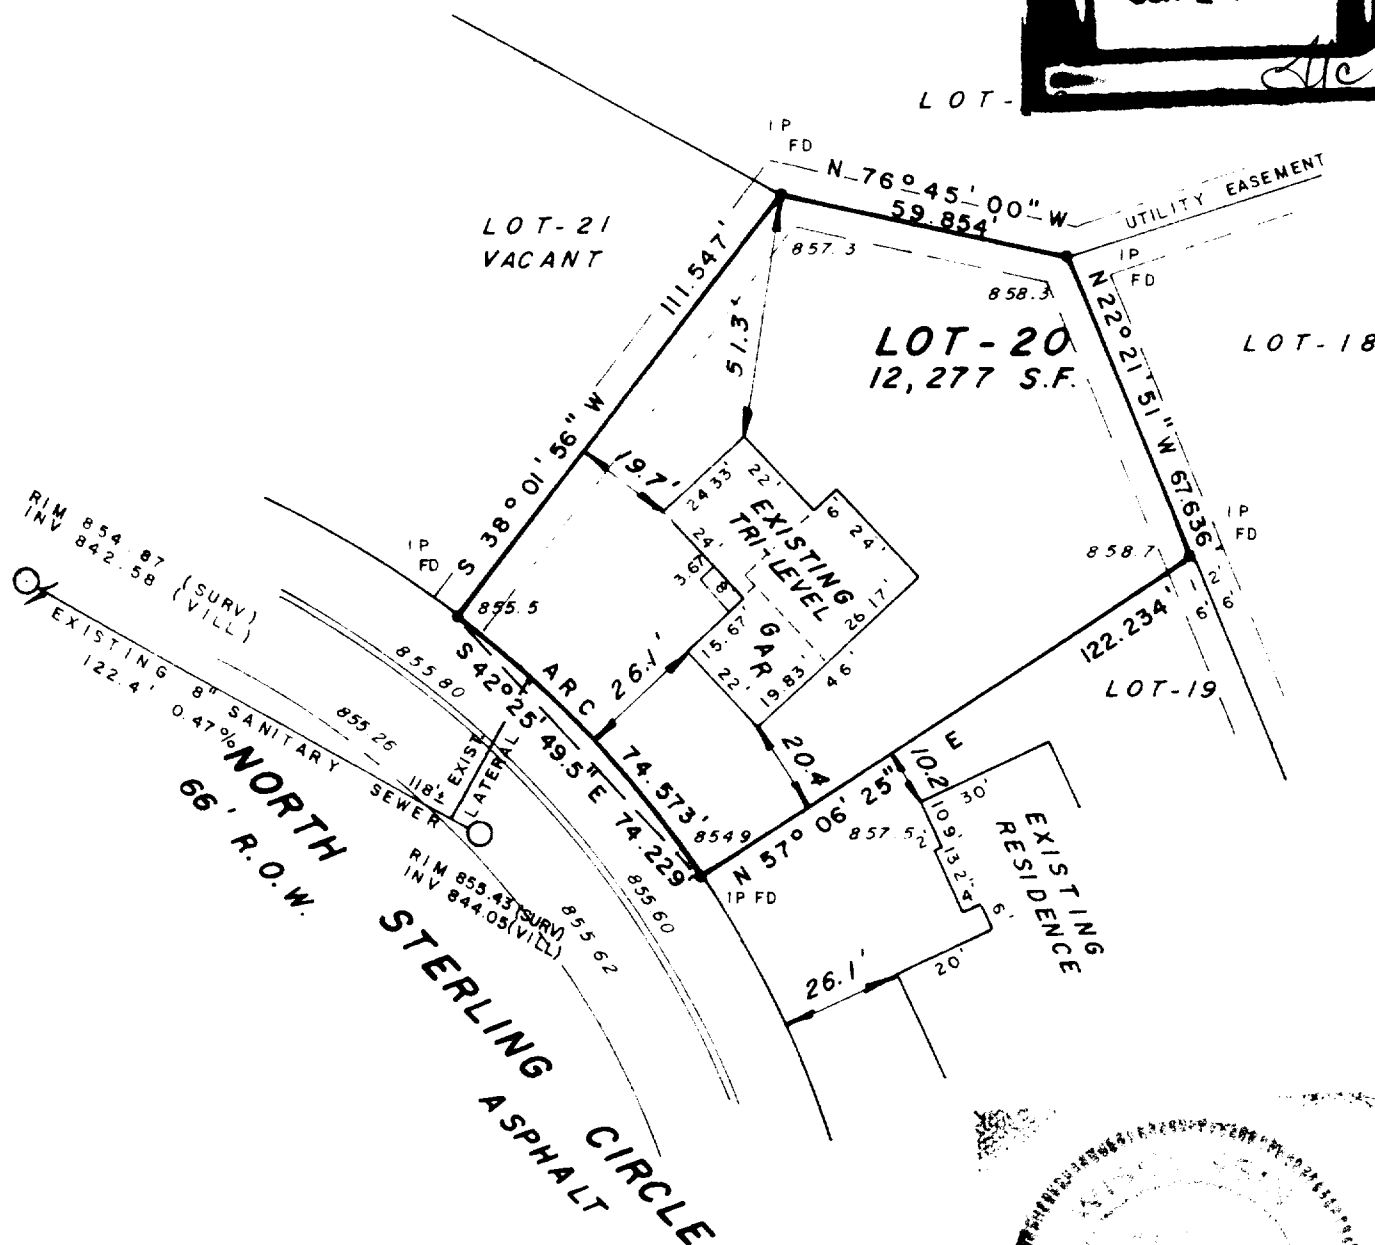 LOT-
IP
FD
N 76° 45' 00" W
59.854'
UTILITY EASEMENT
LOT-21
VACANT
111.547'
857.3
IP
FD
858.3
51.3'
LOT-20
12,277 S.F.
LOT-18
N 22° 21' 51" W 67.636'
S 38° 01' 56" W
19.7'
24.33'
22'
6'
24'
EXISTING
TRI-LEVEL
24'
3.67'
8'
26.17'
IP
FD
858.7
1 2'
6' 6'
RIM 854.87 (SURV)
INV 842.58 (VILL)
IP
FD
855.5
15.67'
GAR
22'
19.83'
46'
26.1'
122.234'
LOT-19
EXISTING 8" SANITARY SEWER
122.4' 0.47%
855.80
855.26
S 42° 25' 49.5" E 74.229'
ARC 74.573'
EXIST
LATERAL
118'±
20.4
10.2'
N 57° 06' 25" E
854.9
857.5
30'
10.9'
2'
13.2'
4'
6'
20'
EXISTING
RESIDENCE
IP FD
RIM 855.43 (SURV)
INV 844.05 (VILL)
855.60
855.62
26.1'
NORTH STERLING CIRCLE
66' R.O.W.
ASPHALT